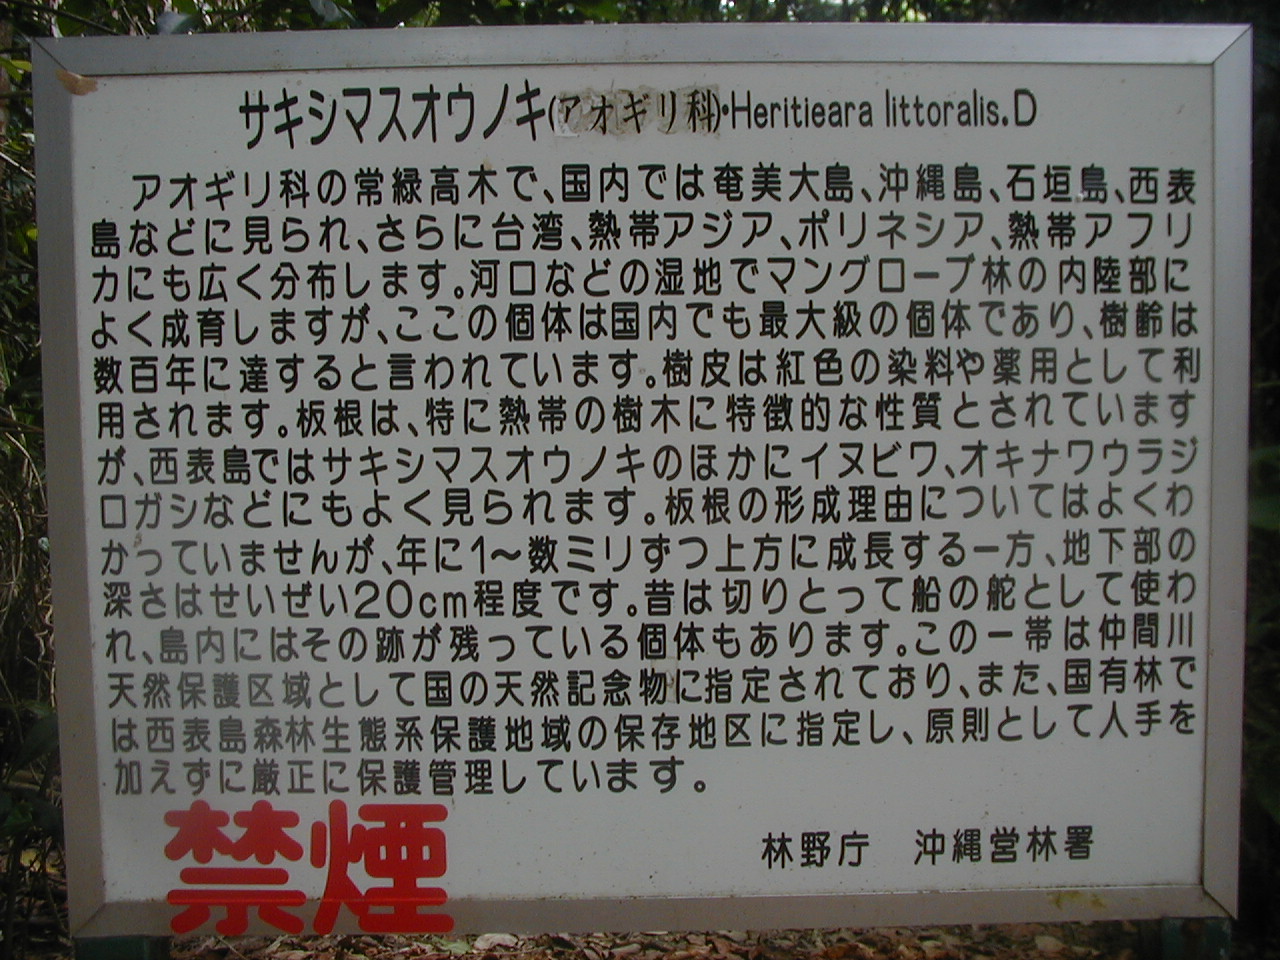 サキシマスオウノキ(アオギリ科)・Heritieara littoralis.D
アオギリ科の常緑高木で、国内では奄美大島、沖縄島、石垣島、西表
島などに見られ、さらに台湾、熱帯アジア、ポリネシア、熱帯アフリ
カにも広く分布します。河口などの湿地でマングローブ林の内陸部に
よく成育しますが、ここの個体は国内でも最大級の個体であり、樹齢は
数百年に達すると言われています。樹皮は紅色の染料や薬用として利
用されます。板根は、特に熱帯の樹木に特徴的な性質とされています
が、西表島ではサキシマスオウノキのほかにイヌビワ、オキナワウラジ
ロガシなどにもよく見られます。板根の形成理由についてはよくわ
かっていませんが、年に1〜数ミリずつ上方に成長する一方、地下部の
深さはせいぜい20cm程度です。昔は切りとって船の舵として使わ
れ、島内にはその跡が残っている個体もあります。この一帯は仲間川
天然保護区域として国の天然記念物に指定されており、また、国有林で
は西表島森林生態系保護地域の保存地区に指定し、原則として人手を
加えずに厳正に保護管理しています。
禁煙
林野庁 沖縄営林署